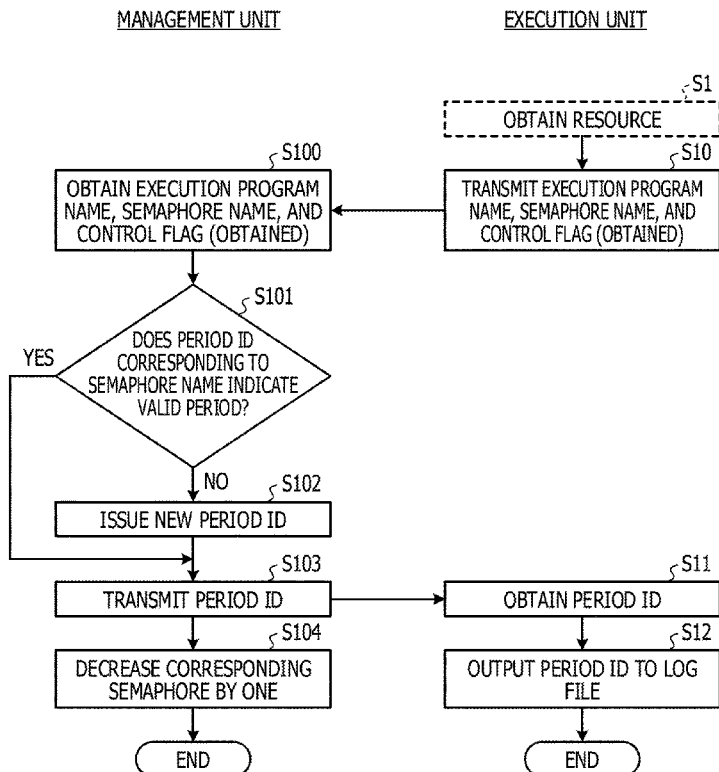 MANAGEMENT UNIT
EXECUTION UNIT
S1
OBTAIN RESOURCE
S100
S10
OBTAIN EXECUTION PROGRAM
NAME, SEMAPHORE NAME, AND
CONTROL FLAG (OBTAINED)
TRANSMIT EXECUTION PROGRAM
NAME, SEMAPHORE NAME, AND
CONTROL FLAG (OBTAINED)
S101
DOES PERIOD ID
CORRESPONDING TO
SEMAPHORE NAME INDICATE
VALID PERIOD?
YES
NO
S102
ISSUE NEW PERIOD ID
S103
TRANSMIT PERIOD ID
S11
OBTAIN PERIOD ID
S104
DECREASE CORRESPONDING
SEMAPHORE BY ONE
S12
OUTPUT PERIOD ID TO LOG
FILE
END
END